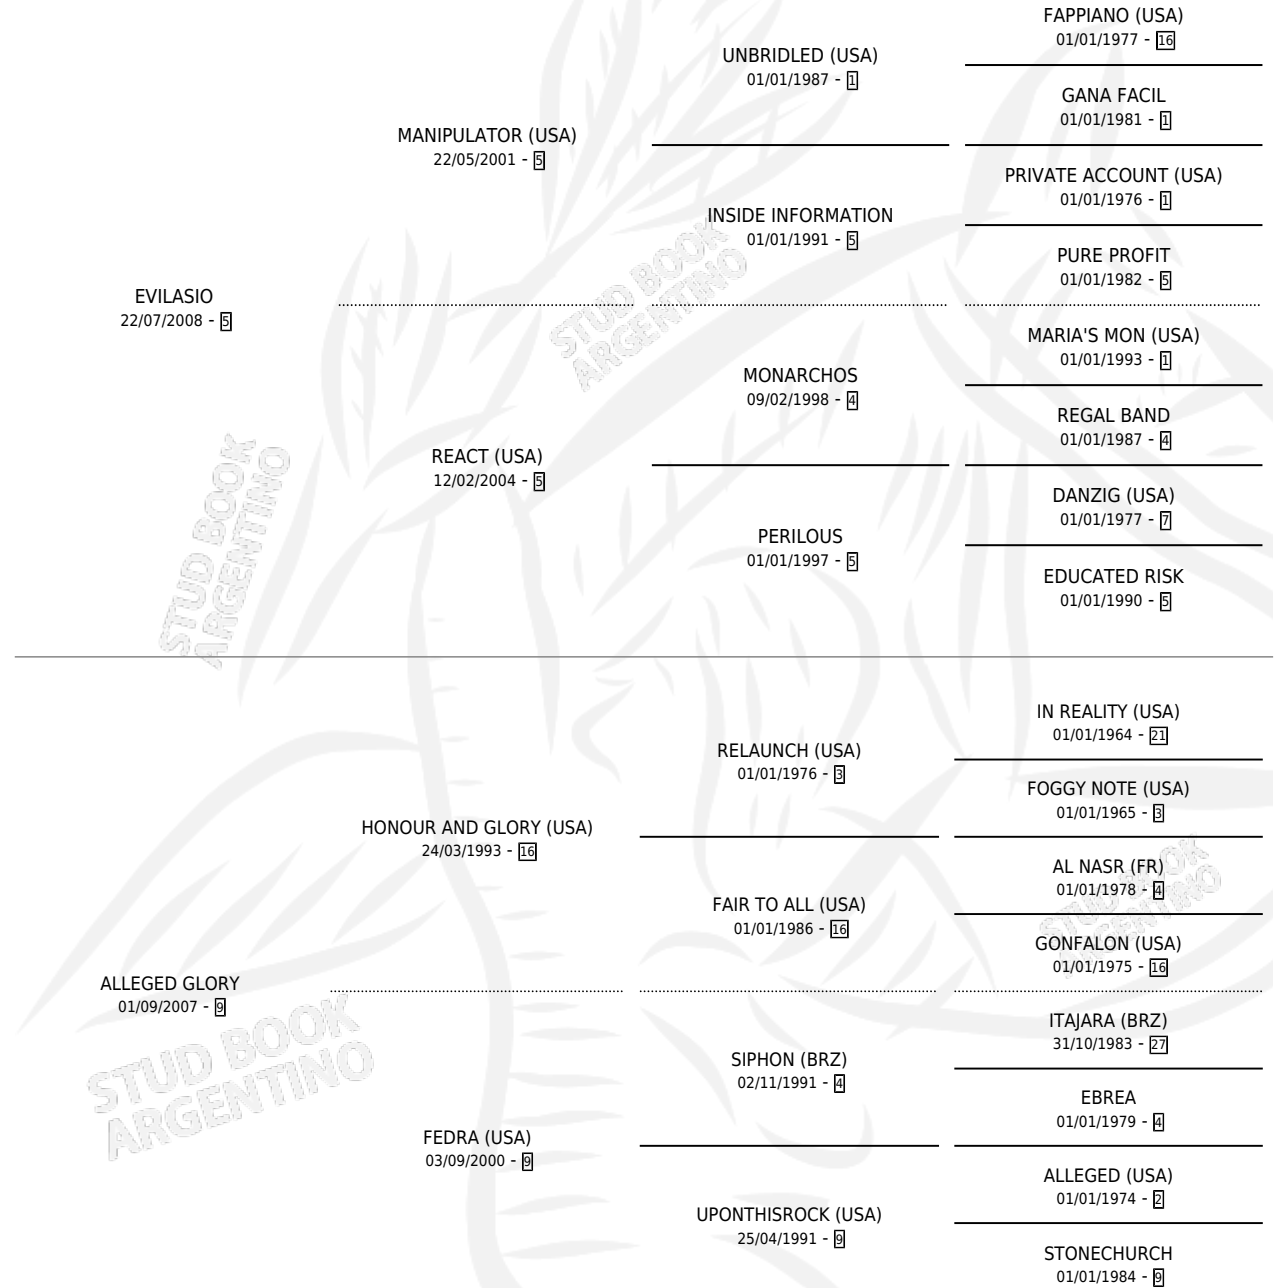 FAPPIANO (USA)
01/01/1977 - 16
UNBRIDLED (USA)
01/01/1987 - 1
GANA FACIL
01/01/1981 - 1
MANIPULATOR (USA)
22/05/2001 - 5
PRIVATE ACCOUNT (USA)
01/01/1976 - 1
INSIDE INFORMATION
01/01/1991 - 5
PURE PROFIT
01/01/1982 - 5
EVILASIO
22/07/2008 - 5
STUD BOOK
ARGENTINO
MARIA'S MON (USA)
01/01/1993 - 1
MONARCHOS
09/02/1998 - 4
REGAL BAND
01/01/1987 - 4
REACT (USA)
12/02/2004 - 5
DANZIG (USA)
01/01/1977 - 7
PERILOUS
01/01/1997 - 5
EDUCATED RISK
01/01/1990 - 5
STUD BOOK
ARGENTINO
IN REALITY (USA)
01/01/1964 - 21
RELAUNCH (USA)
01/01/1976 - 3
FOGGY NOTE (USA)
01/01/1965 - 3
HONOUR AND GLORY (USA)
24/03/1993 - 16
AL NASR (FR)
01/01/1978 - 4
FAIR TO ALL (USA)
01/01/1986 - 16
STUD BOOK
ARGENTINO
GONFALON (USA)
01/01/1975 - 16
ALLEGED GLORY
01/09/2007 - 9
ITAJARA (BRZ)
31/10/1983 - 27
SIPHON (BRZ)
02/11/1991 - 4
STUD BOOK
ARGENTINO
EBREA
01/01/1979 - 4
FEDRA (USA)
03/09/2000 - 9
ALLEGED (USA)
01/01/1974 - 2
UPONTHISROCK (USA)
25/04/1991 - 9
STONECHURCH
01/01/1984 - 9